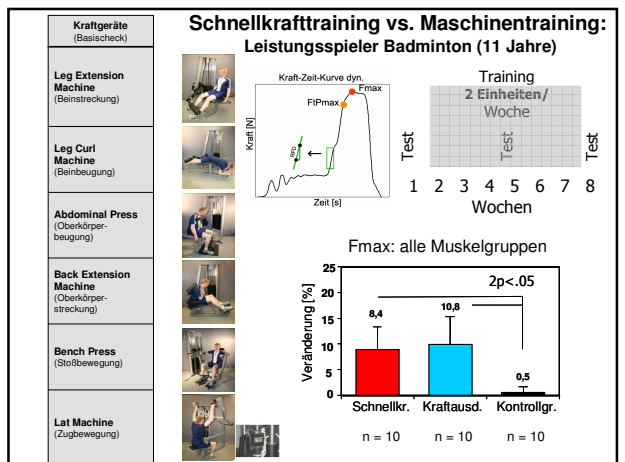 Kraftgeräte
(Basischeck)
Leg Extension
Machine
(Beinstreckung)
Leg Curl
Machine
(Beinbeugung)
Abdominal Press
(Oberkörper-
beugung)
Back Extension
Machine
(Oberkörper-
streckung)
Bench Press
(Stoßbewegung)
Lat Machine
(Zugbewegung)
Schnellkrafttraining vs. Maschinentraining:
Leistungsspieler Badminton (11 Jahre)
Kraft-Zeit-Kurve dyn.
Fmax
FtPmax
RFD
Kraft [N]
Zeit [s]
Training
2 Einheiten/
Woche
Test
Test
Test
1 2 3 4 5 6 7 8
Wochen
Fmax: alle Muskelgruppen
Veränderung [%]
25
20
15
10
5
0
2p<.05
8,4
10,8
0,5
Schnellkr. Kraftausd. Kontrollgr.
n = 10 n = 10 n = 10